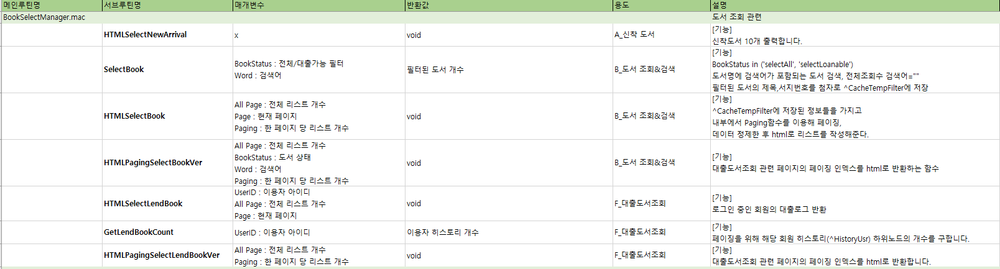 메인루틴명 서브루틴명 매개변수 반환값 용도 설명
BookSelectManager.mac 도서 조회 관련
HTMLSelectNewArrival x void A_신착 도서 [기능]
신착도서 10개 출력합니다.
SelectBook BookStatus : 전체/대출가능 필터
Word : 검색어 필터된 도서 개수 B_도서 조회&검색 [기능]
BookStatus in ('selectAll', 'selectLoanable')
도서명에 검색어가 포함되는 도서 검색, 전체조회수 검색어=""
필터된 도서의 제목,서지번호를 첨자로 ^CacheTempFilter에 저장
HTMLSelectBook All Page : 전체 리스트 개수
Page : 현재 페이지
Paging : 한 페이지 당 리스트 개수 void B_도서 조회&검색 [기능]
^CacheTempFilter에 저장된 정보들을 가지고
내부에서 Paging함수를 이용해 페이징,
데이터 정제한 후 html로 리스트를 작성해준다.
HTMLPagingSelectBookVer All Page : 전체 리스트 개수
BookStatus : 도서 상태
Word : 검색어
Paging : 한 페이지 당 리스트 개수 void B_도서 조회&검색 [기능]
대출도서조회 관련 페이지의 페이징 인덱스를 html로 반환하는 함수
HTMLSelectLendBook UserID : 이용자 아이디
All Page : 전체 리스트 개수
Page : 현재 페이지 void F_대출도서조회 [기능]
로그인 중인 회원의 대출로그 반환
GetLendBookCount UserID : 이용자 아이디 이용자 히스토리 개수 F_대출도서조회 [기능]
페이징을 위해 해당 회원 히스토리(^HistoryUsr) 하위노드의 개수를 구합니다.
HTMLPagingSelectLendBookVer All Page : 전체 리스트 개수
Paging : 한 페이지 당 리스트 개수 void F_대출도서조회 [기능]
대출도서조회 관련 페이지의 페이징 인덱스를 html로 반환합니다.